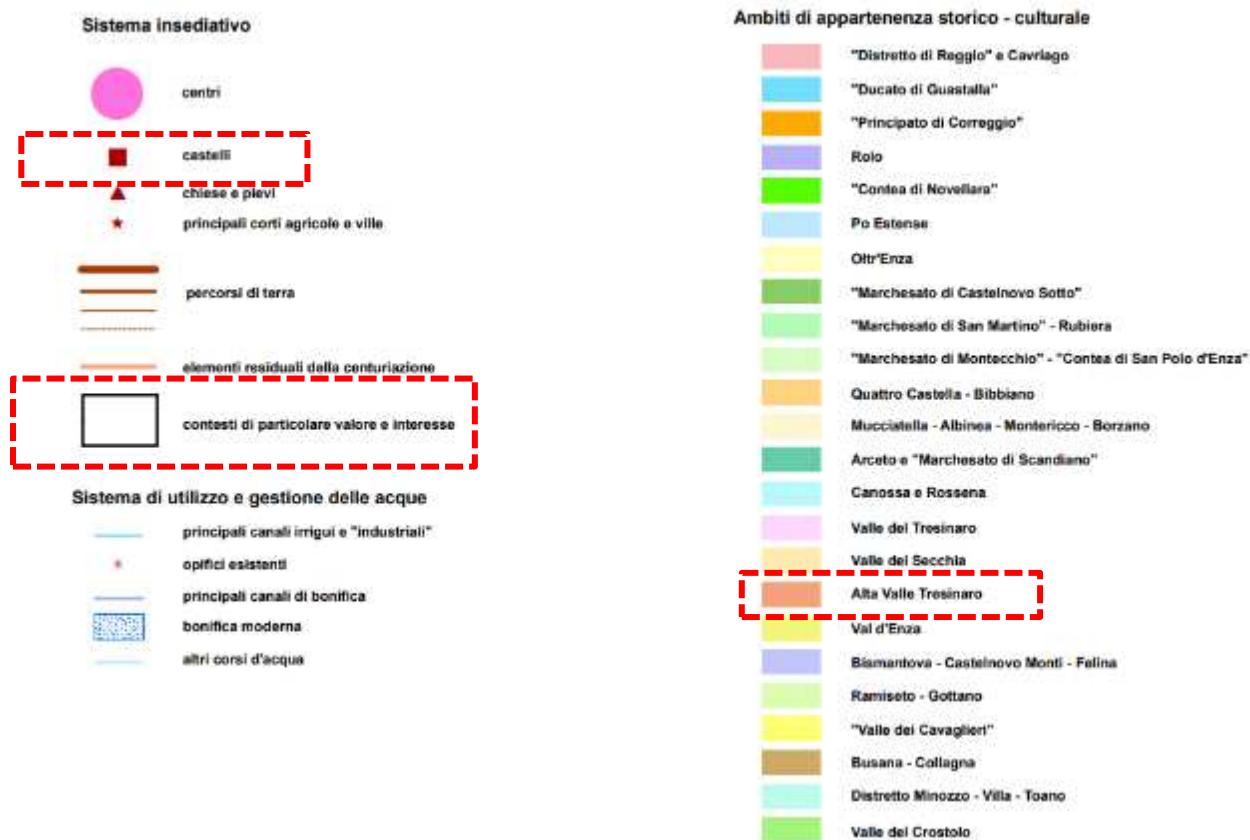 Sistema insediativo
centri
castelli
chiese e pievi
principali corti agricole e ville
percorsi di terra
elementi residuali della centuriazione
contesti di particolare valore e interesse
Sistema di utilizzo e gestione delle acque
principali canali irrigui e "industriali"
opifici esistenti
principali canali di bonifica
bonifica moderna
altri corsi d'acqua
Ambiti di appartenenza storico - culturale
"Distretto di Reggio" e Cavriago
"Ducato di Guastalla"
"Principato di Correggio"
Rolo
"Contea di Novellara"
Po Estense
Oltr'Enza
"Marchesato di Castelnovo Sotto"
"Marchesato di San Martino" - Rubiera
"Marchesato di Montecchio" - "Contea di San Polo d'Enza"
Quattro Castella - Bibbiano
Mucciatella - Albinea - Montericco - Borzano
Arceto e "Marchesato di Scandiano"
Canossa e Rossena
Valle del Tresinaro
Valle del Secchia
Alta Valle Tresinaro
Val d'Enza
Bismantova - Castelnovo Monti - Felina
Ramiseto - Gottano
"Valle dei Cavaglieri"
Busana - Collagna
Distretto Minozzo - Villa - Toano
Valle del Crostolo